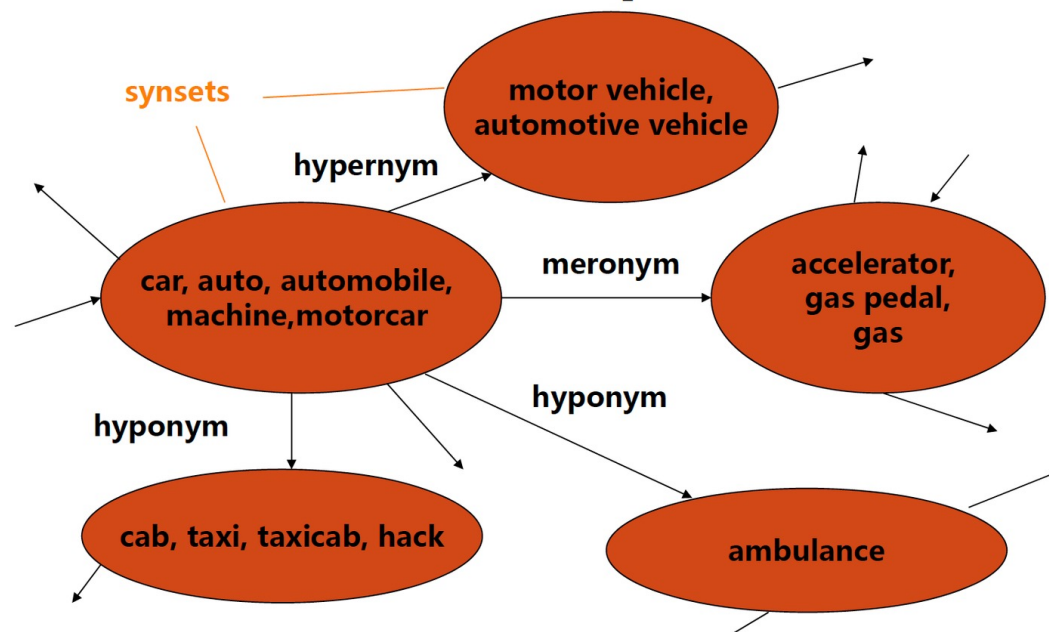 synsets
motor vehicle,
automotive vehicle
hypernym
car, auto, automobile,
machine,motorcar
meronym
accelerator,
gas pedal,
gas
hyponym
hyponym
cab, taxi, taxicab, hack
ambulance